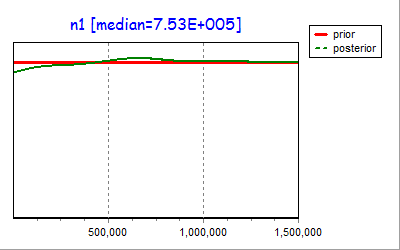 n1 [median=7.53E+005]
prior
posterior
500,000
1,000,000
1,500,000